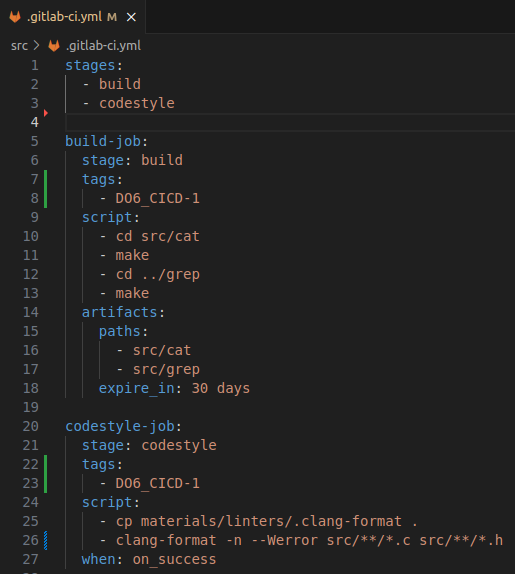 .gitlab-ci.yml M ×
src > .gitlab-ci.yml
1 stages:
2 - build
3 - codestyle
4
5 build-job:
6 stage: build
7 tags:
8 - DO6_CICD-1
9 script:
10 - cd src/cat
11 - make
12 - cd ../grep
13 - make
14 artifacts:
15 paths:
16 - src/cat
17 - src/grep
18 expire_in: 30 days
19
20 codestyle-job:
21 stage: codestyle
22 tags:
23 - DO6_CICD-1
24 script:
25 - cp materials/linters/.clang-format .
26 - clang-format -n --Werror src/**/*.c src/**/*.h
27 when: on_success